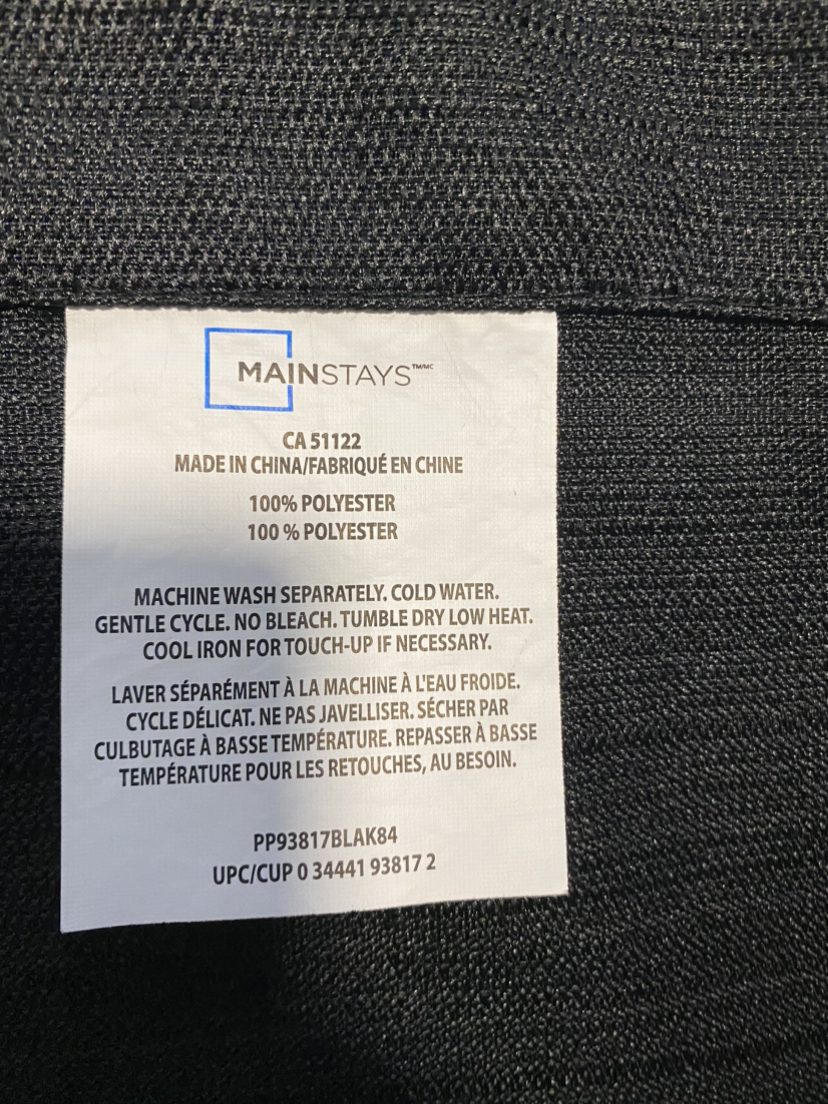 MAINSTAYS™/MC
CA 51122
MADE IN CHINA/FABRIQUÉ EN CHINE
100% POLYESTER
100 % POLYESTER
MACHINE WASH SEPARATELY. COLD WATER.
GENTLE CYCLE. NO BLEACH. TUMBLE DRY LOW HEAT.
COOL IRON FOR TOUCH-UP IF NECESSARY.
LAVER SÉPARÉMENT À LA MACHINE À L'EAU FROIDE.
CYCLE DÉLICAT. NE PAS JAVELLISER. SÉCHER PAR
CULBUTAGE À BASSE TEMPÉRATURE. REPASSER À BASSE
TEMPÉRATURE POUR LES RETOUCHES, AU BESOIN.
PP93817BLAK84
UPC/CUP 0 34441 93817 2